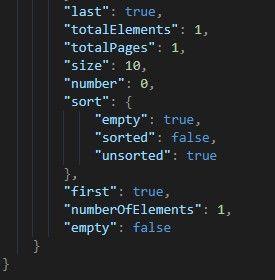 "last": true,
"totalElements": 1,
"totalPages": 1,
"size": 10,
"number": 0,
"sort": {
"empty": true,
"sorted": false,
"unsorted": true
},
"first": true,
"numberOfElements": 1,
"empty": false
}
}